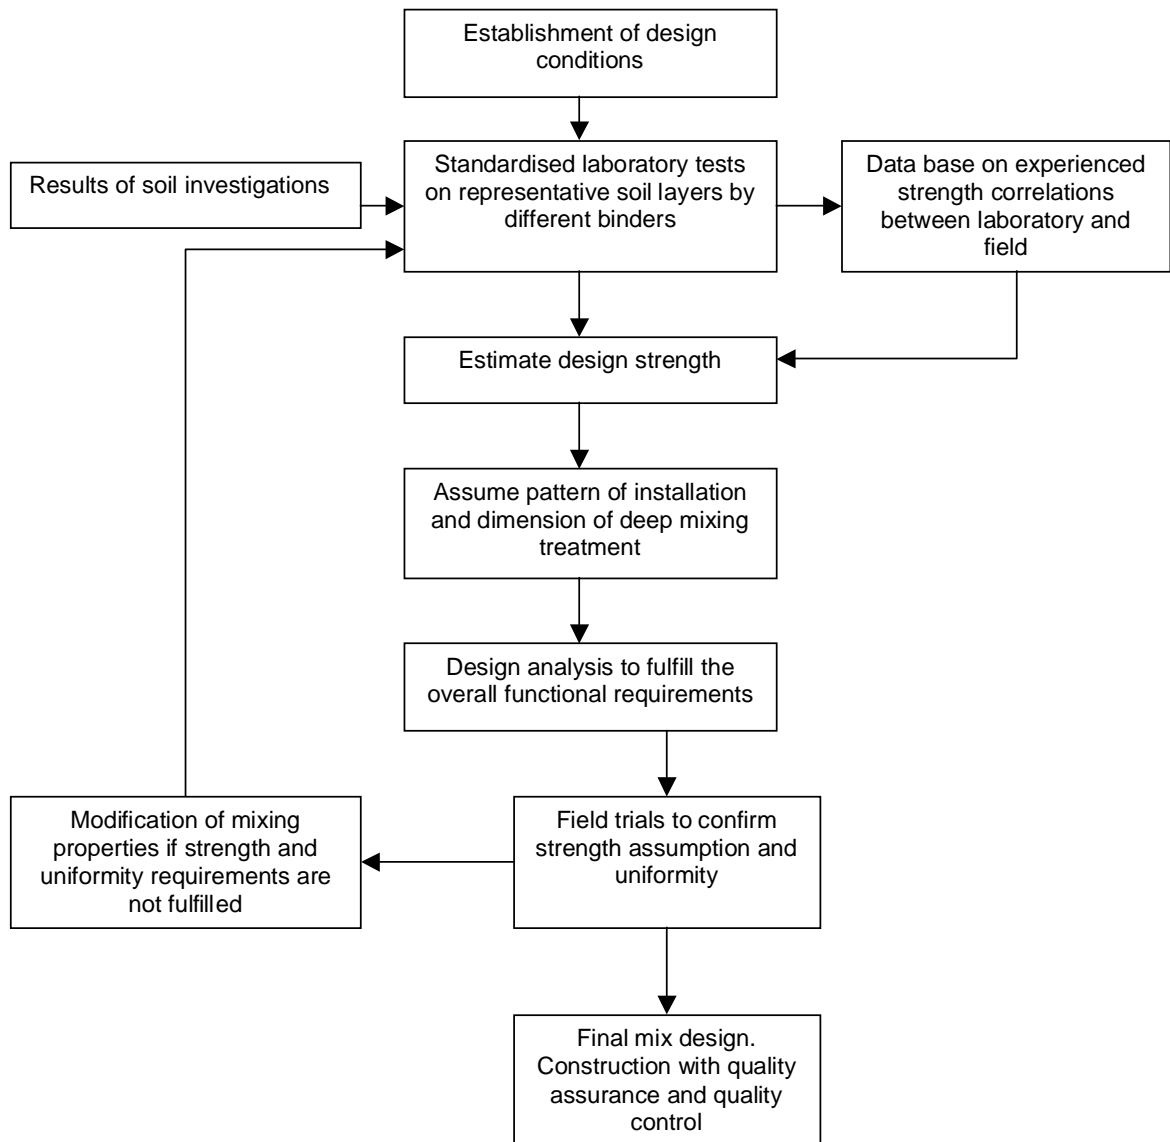 Establishment of design
conditions
Results of soil investigations
Standardised laboratory tests
on representative soil layers by
different binders
Data base on experienced
strength correlations
between laboratory and
field
Estimate design strength
Assume pattern of installation
and dimension of deep mixing
treatment
Design analysis to fulfill the
overall functional requirements
Modification of mixing
properties if strength and
uniformity requirements are
not fulfilled
Field trials to confirm
strength assumption and
uniformity
Final mix design.
Construction with quality
assurance and quality
control